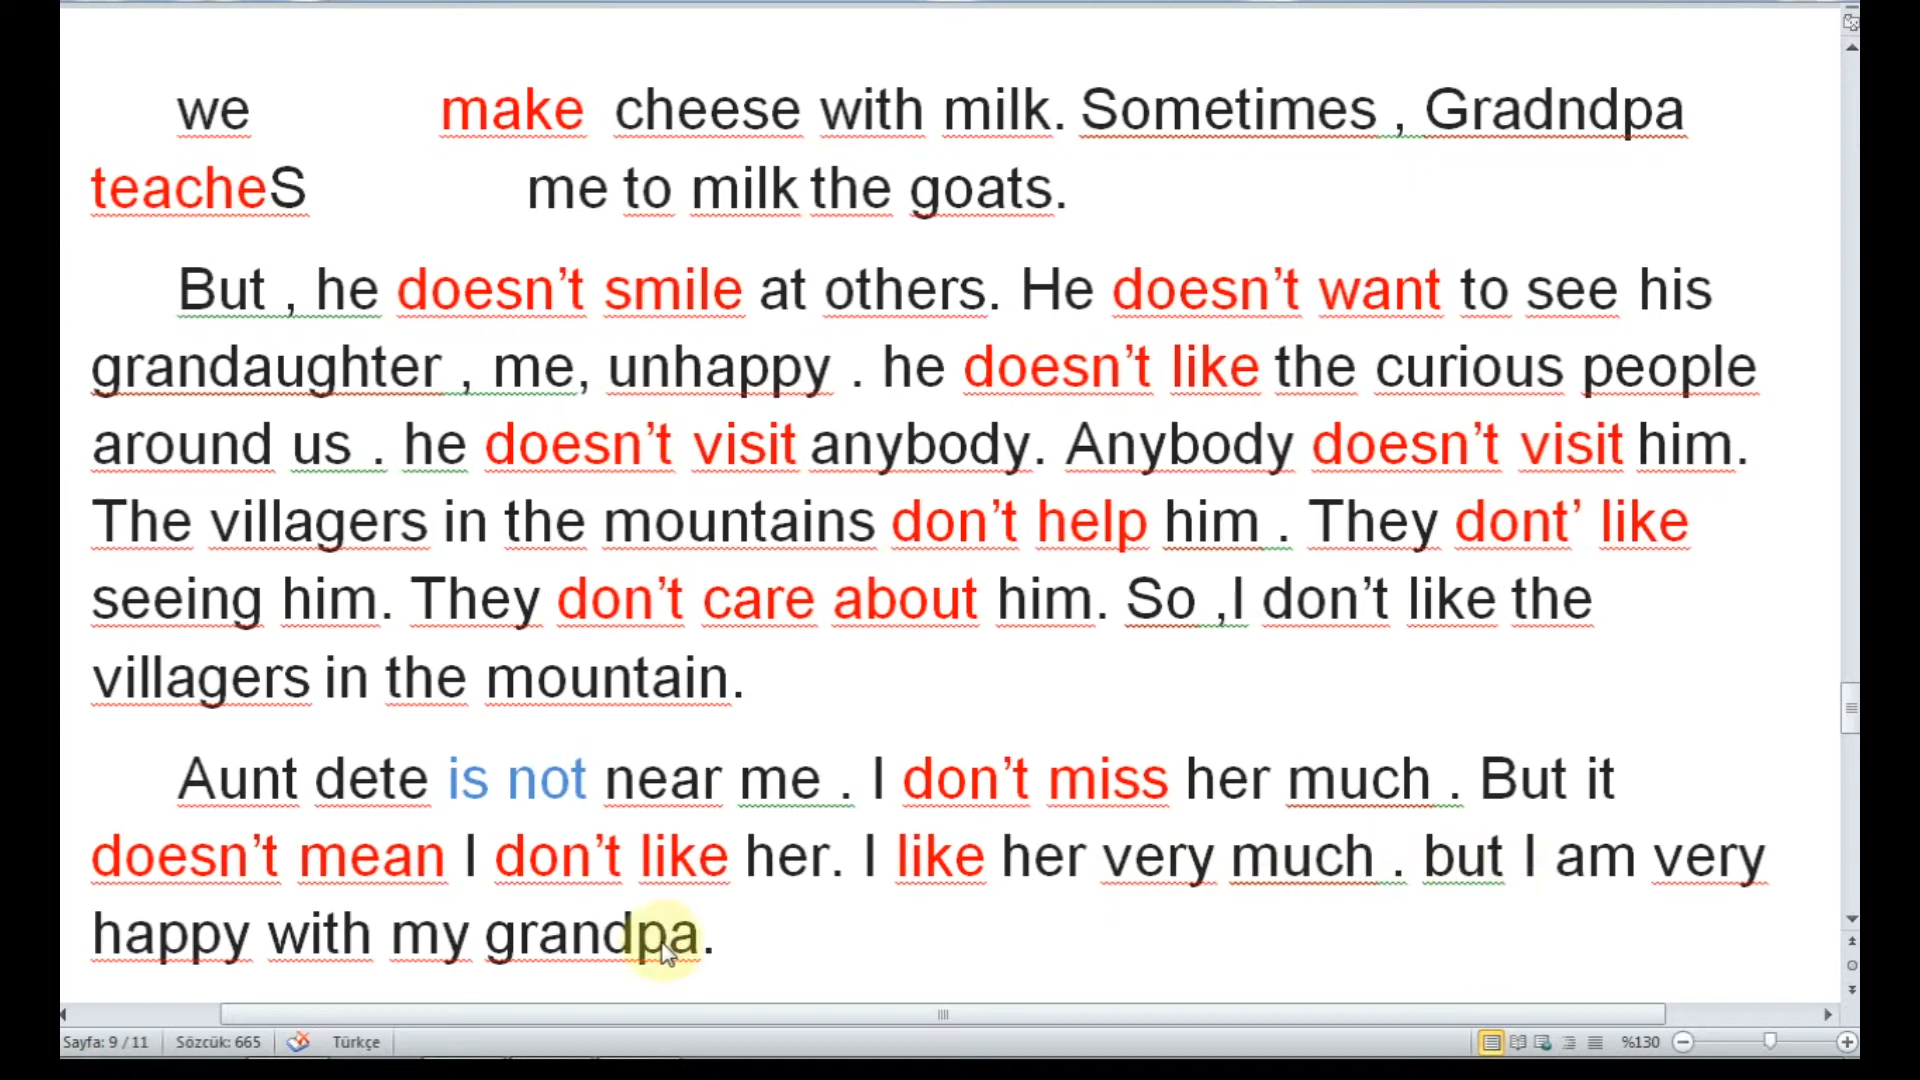 we make cheese with milk. Sometimes , Gradndpa
teacheS me to milk the goats.
But , he doesn’t smile at others. He doesn’t want to see his
grandaughter , me, unhappy . he doesn’t like the curious people
around us . he doesn’t visit anybody. Anybody doesn’t visit him.
The villagers in the mountains don’t help him . They dont’ like
seeing him. They don’t care about him. So ,I don’t like the
villagers in the mountain.
Aunt dete is not near me . I don’t miss her much . But it
doesn’t mean I don’t like her. I like her very much . but I am very
happy with my grandpa.
Sayfa: 9 / 11 Sözcük: 665 Türkçe %130